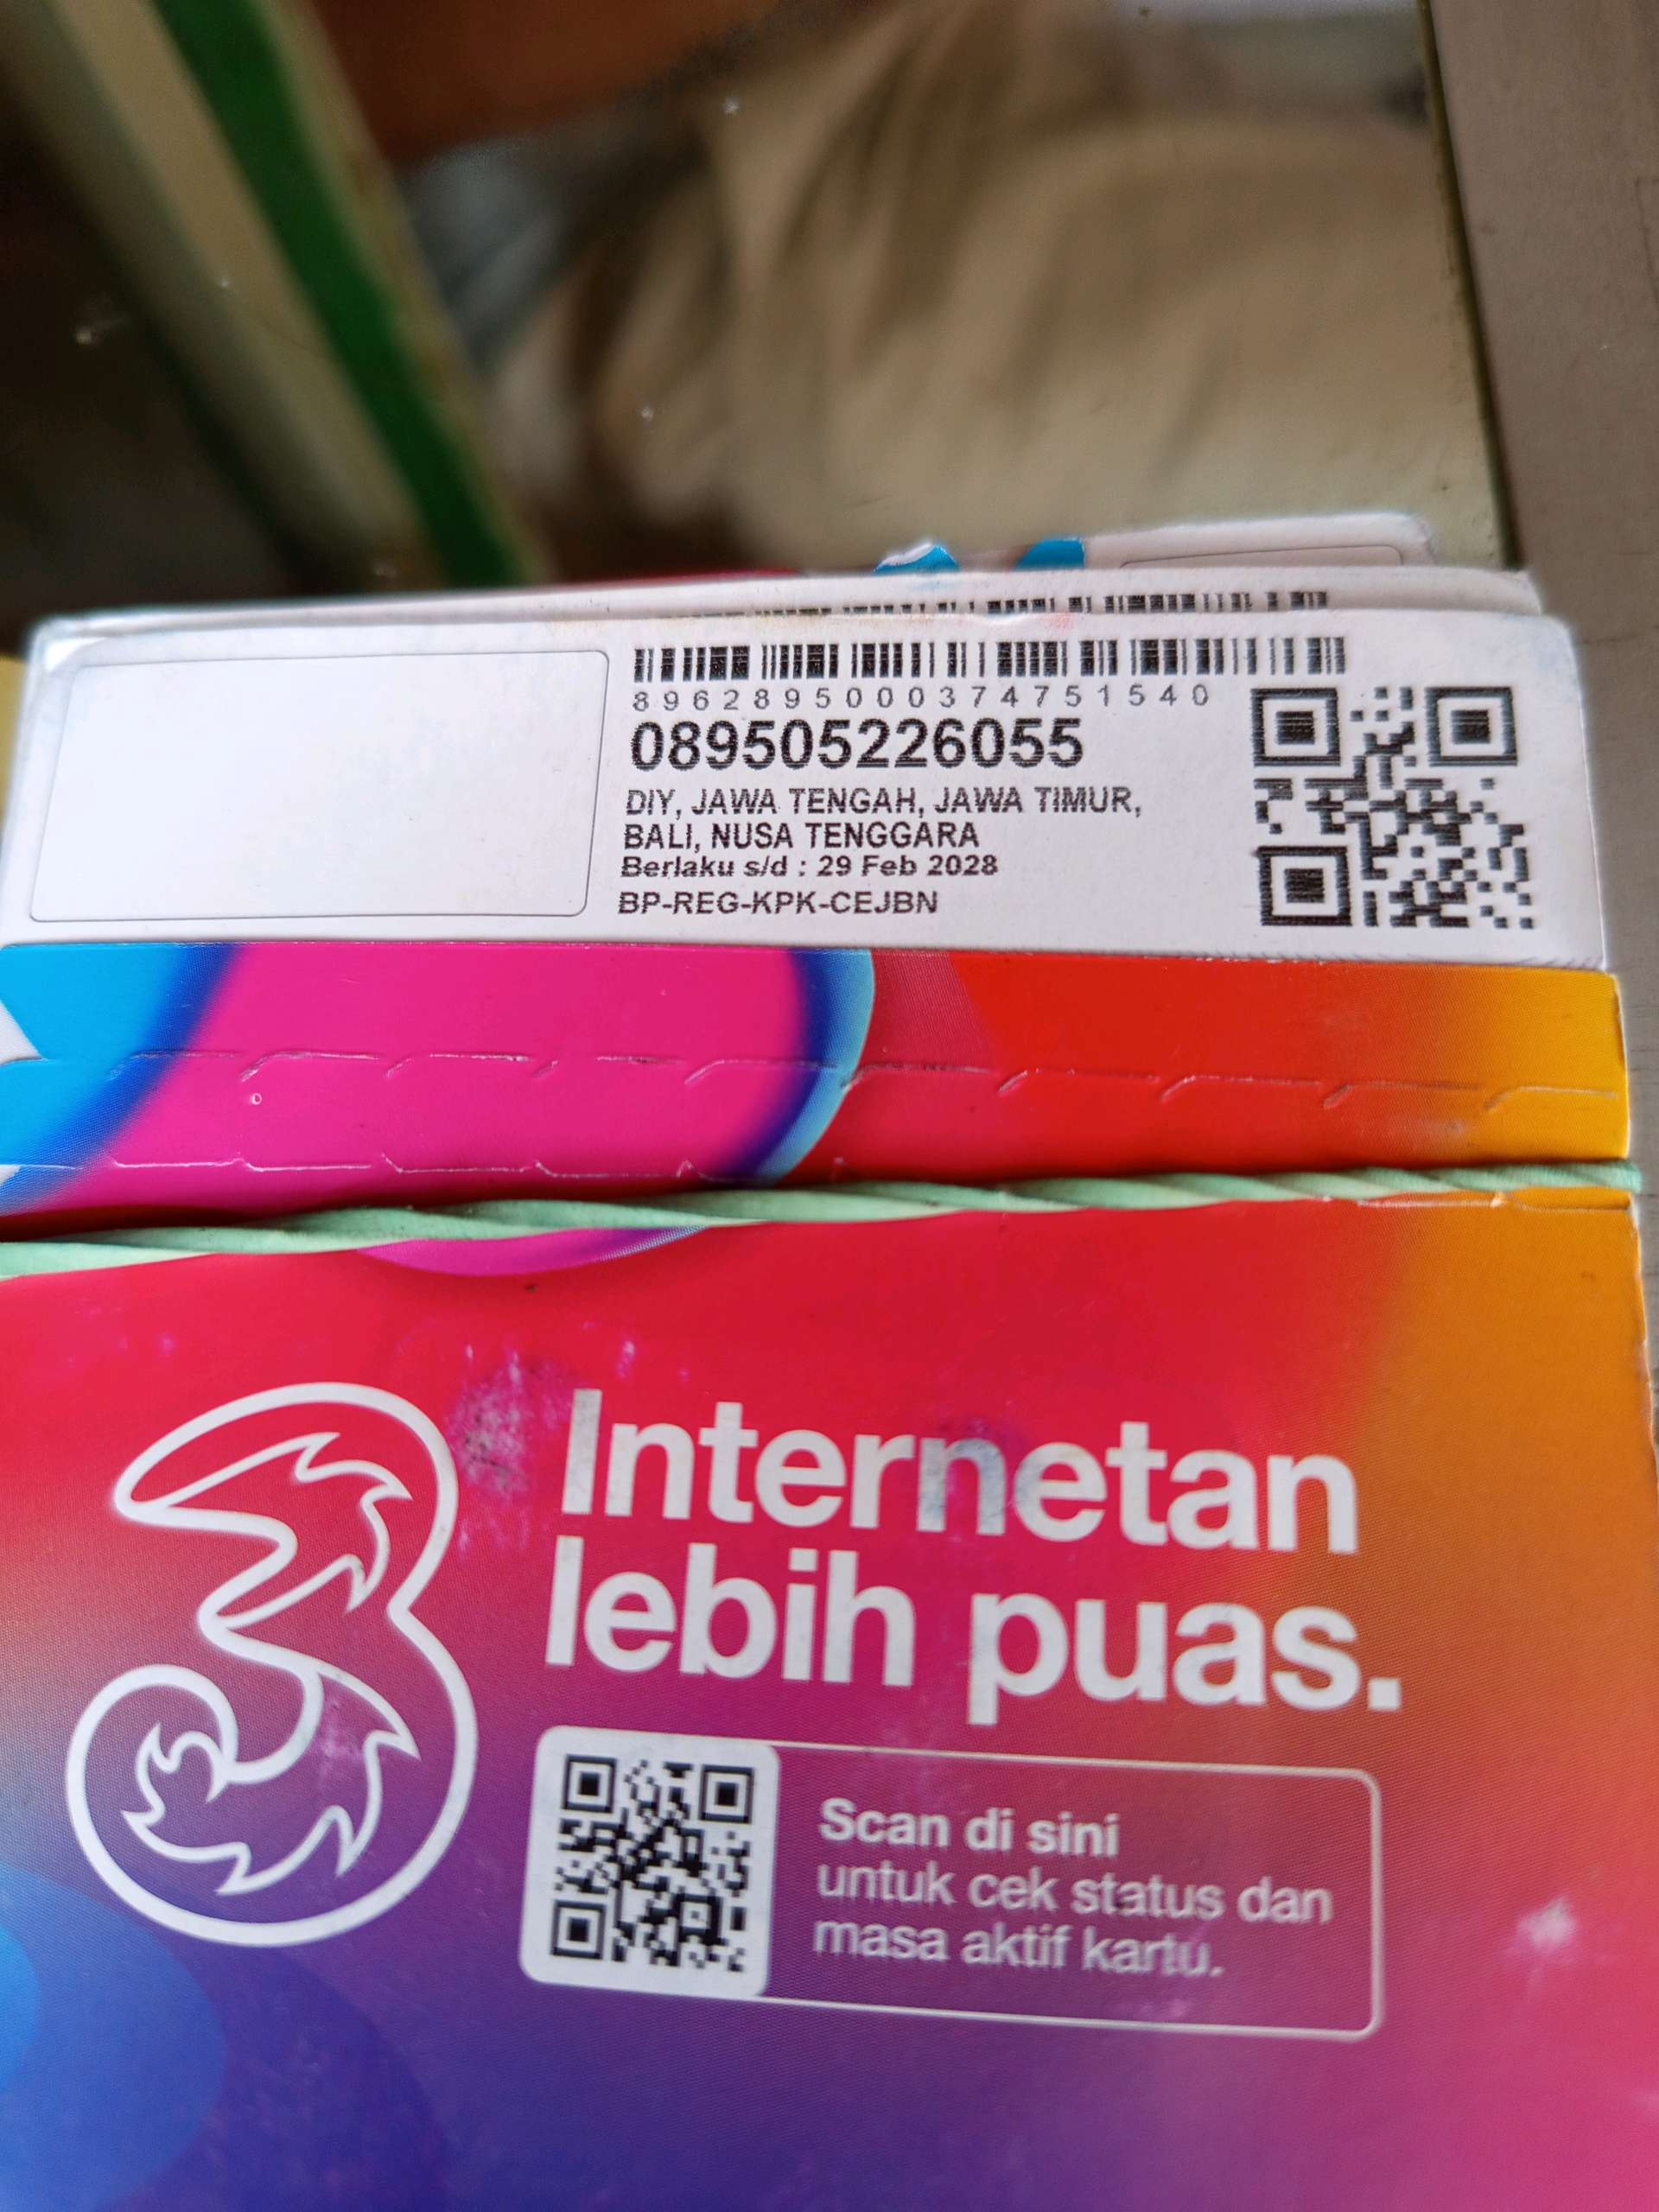 8962895000374751540
089505226055
DIY, JAWA TENGAH, JAWA TIMUR,
BALI, NUSA TENGGARA
Berlaku s/d : 29 Feb 2028
BP-REG-KPK-CEJBN
3
Internetan
lebih puas.
Scan di sini
untuk cek status dan
masa aktif kartu.